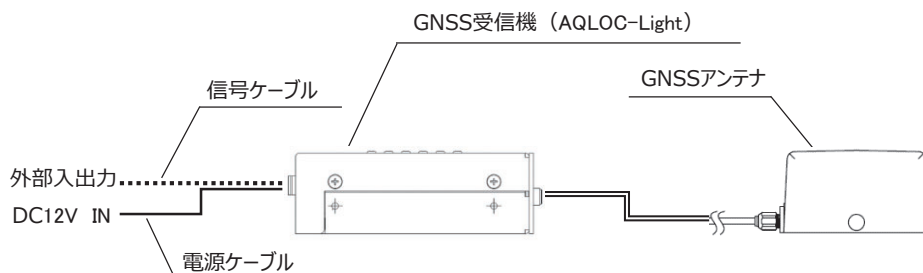 GNSS受信機（AQLOC-Light）
GNSSアンテナ
信号ケーブル
外部入出力
DC12V IN
電源ケーブル